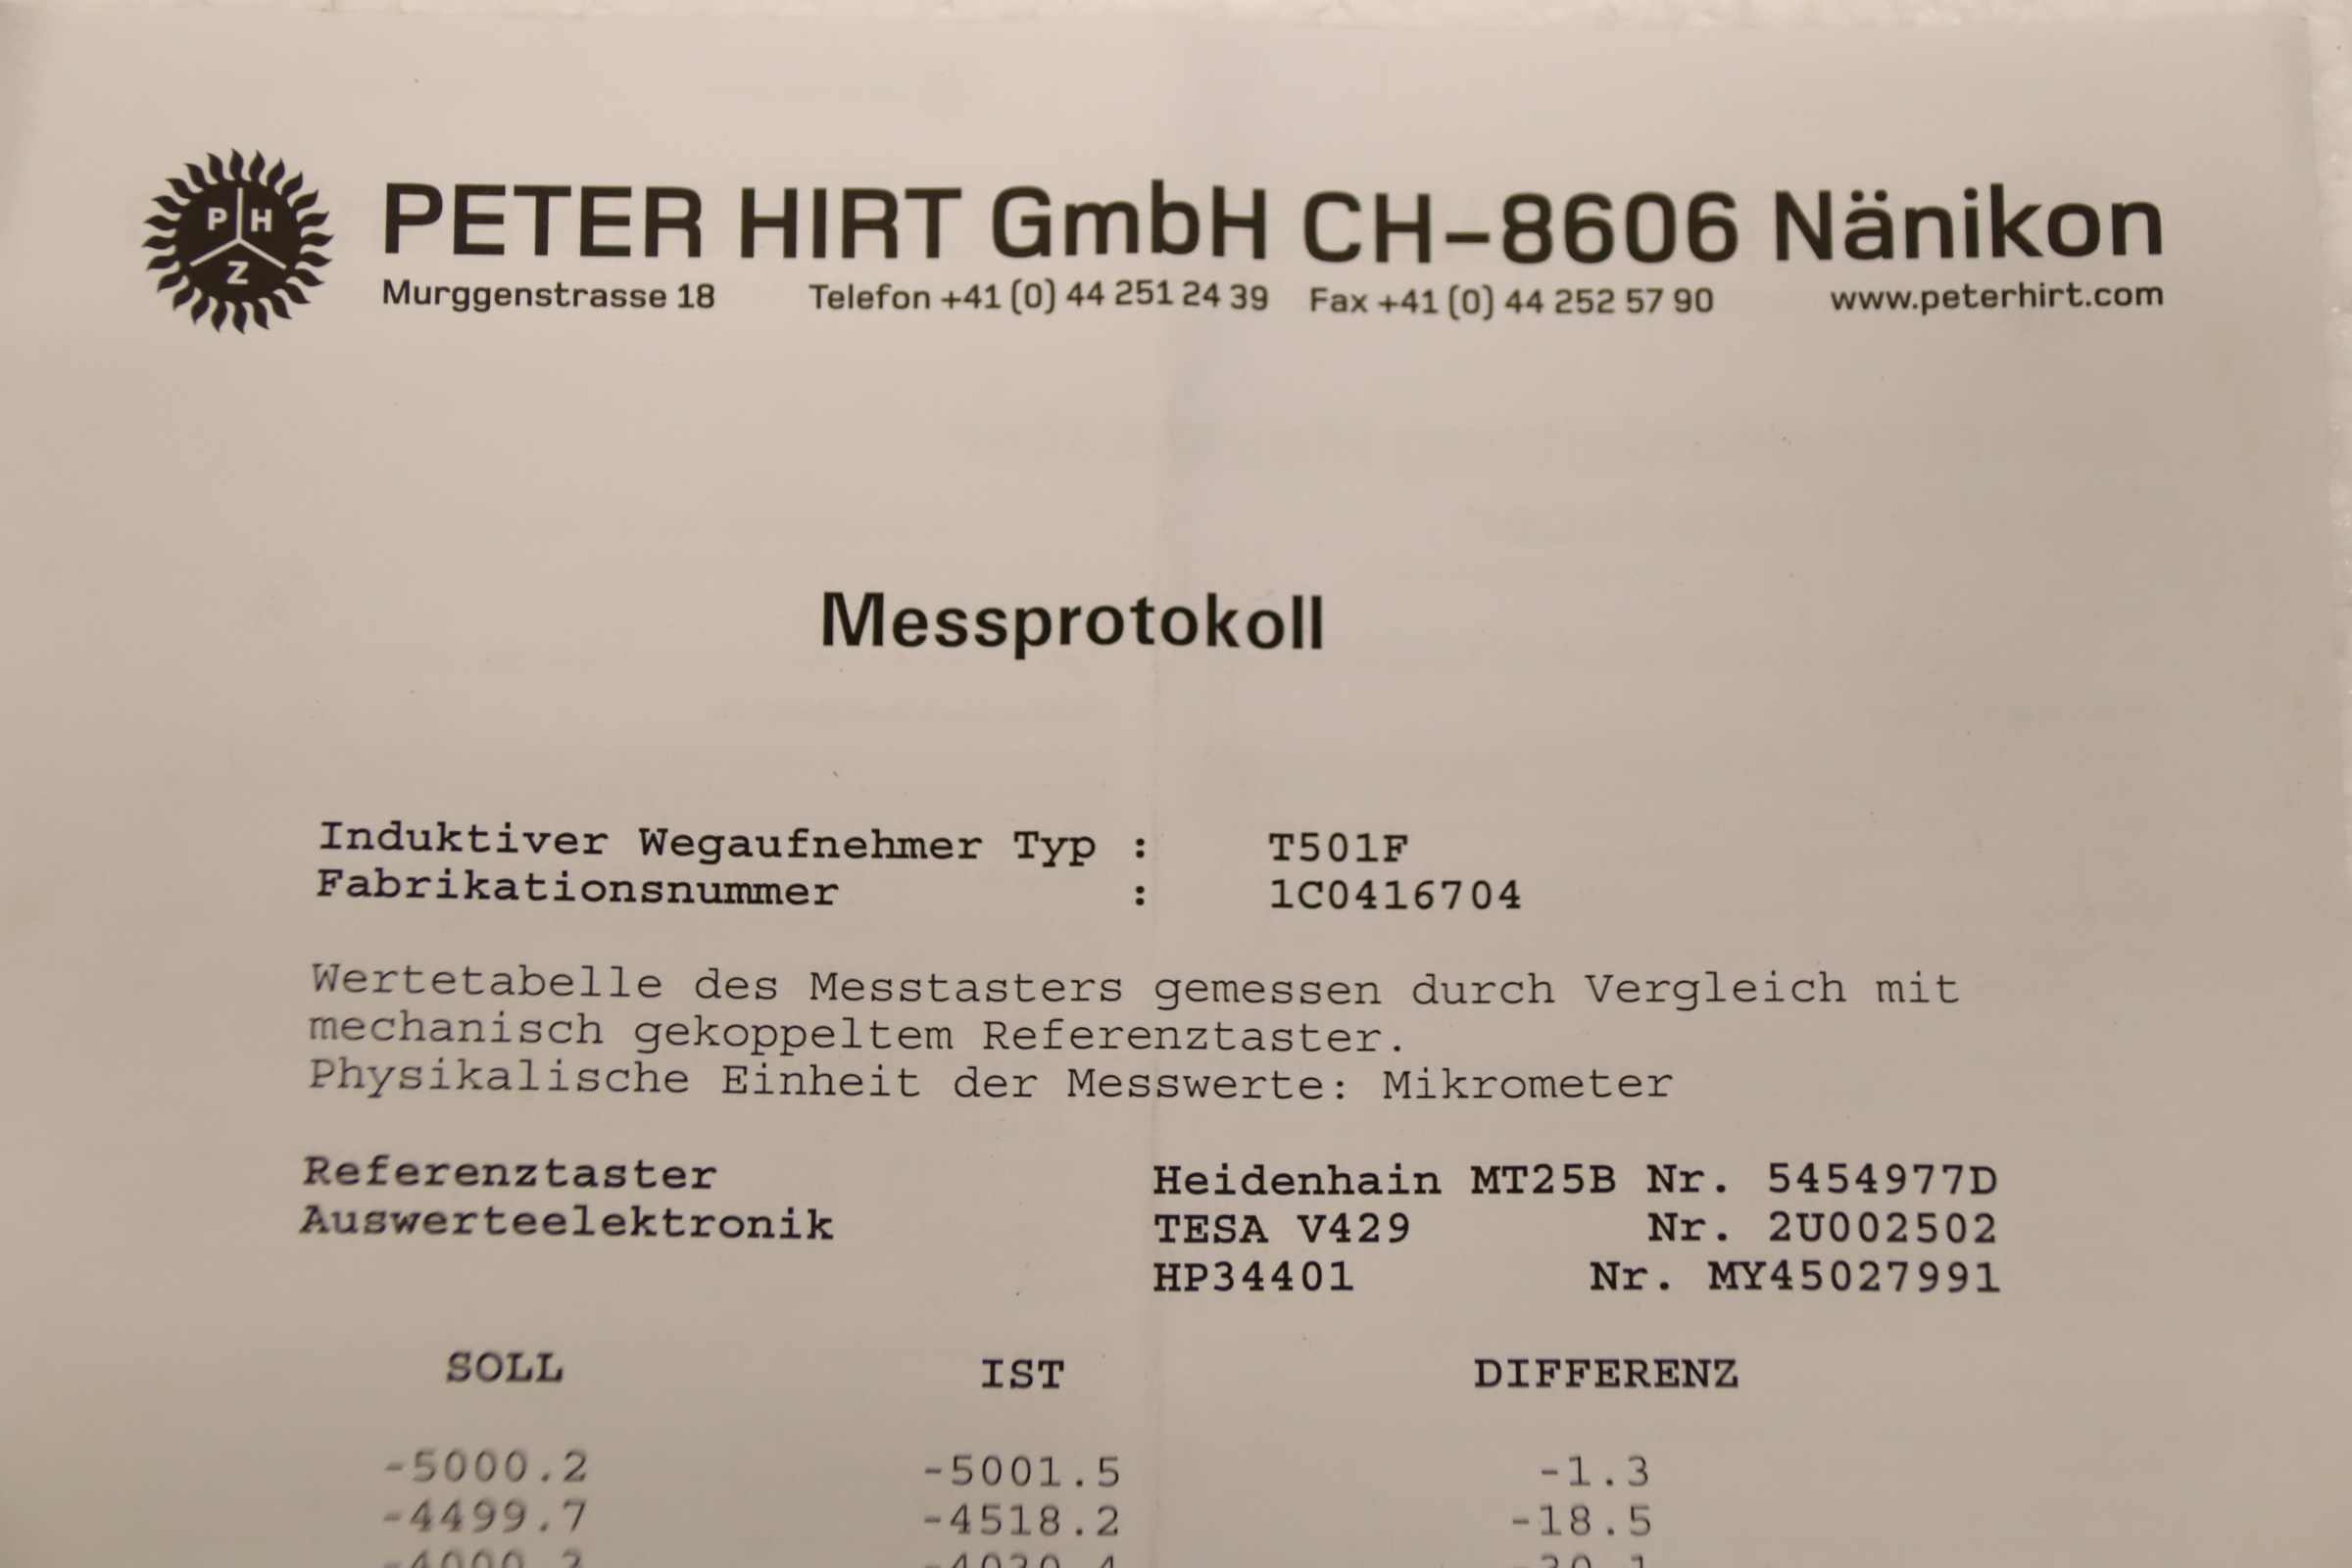 P H Z
PETER HIRT GmbH CH-8606 Nänikon
Murggenstrasse 18 Telefon +41 (0) 44 251 24 39 Fax +41 (0) 44 252 57 90 www.peterhirt.com
Messprotokoll
Induktiver Wegaufnehmer Typ : T501F
Fabrikationsnummer : 1C0416704
Wertetabelle des Messtasters gemessen durch Vergleich mit
mechanisch gekoppeltem Referenztaster.
Physikalische Einheit der Messwerte: Mikrometer
Referenztaster Heidenhain MT25B Nr. 5454977D
Auswerteelektronik TESA V429 Nr. 2U002502
HP34401 Nr. MY45027991
SOLL IST DIFFERENZ
-5000.2 -5001.5 -1.3
-4499.7 -4518.2 -18.5